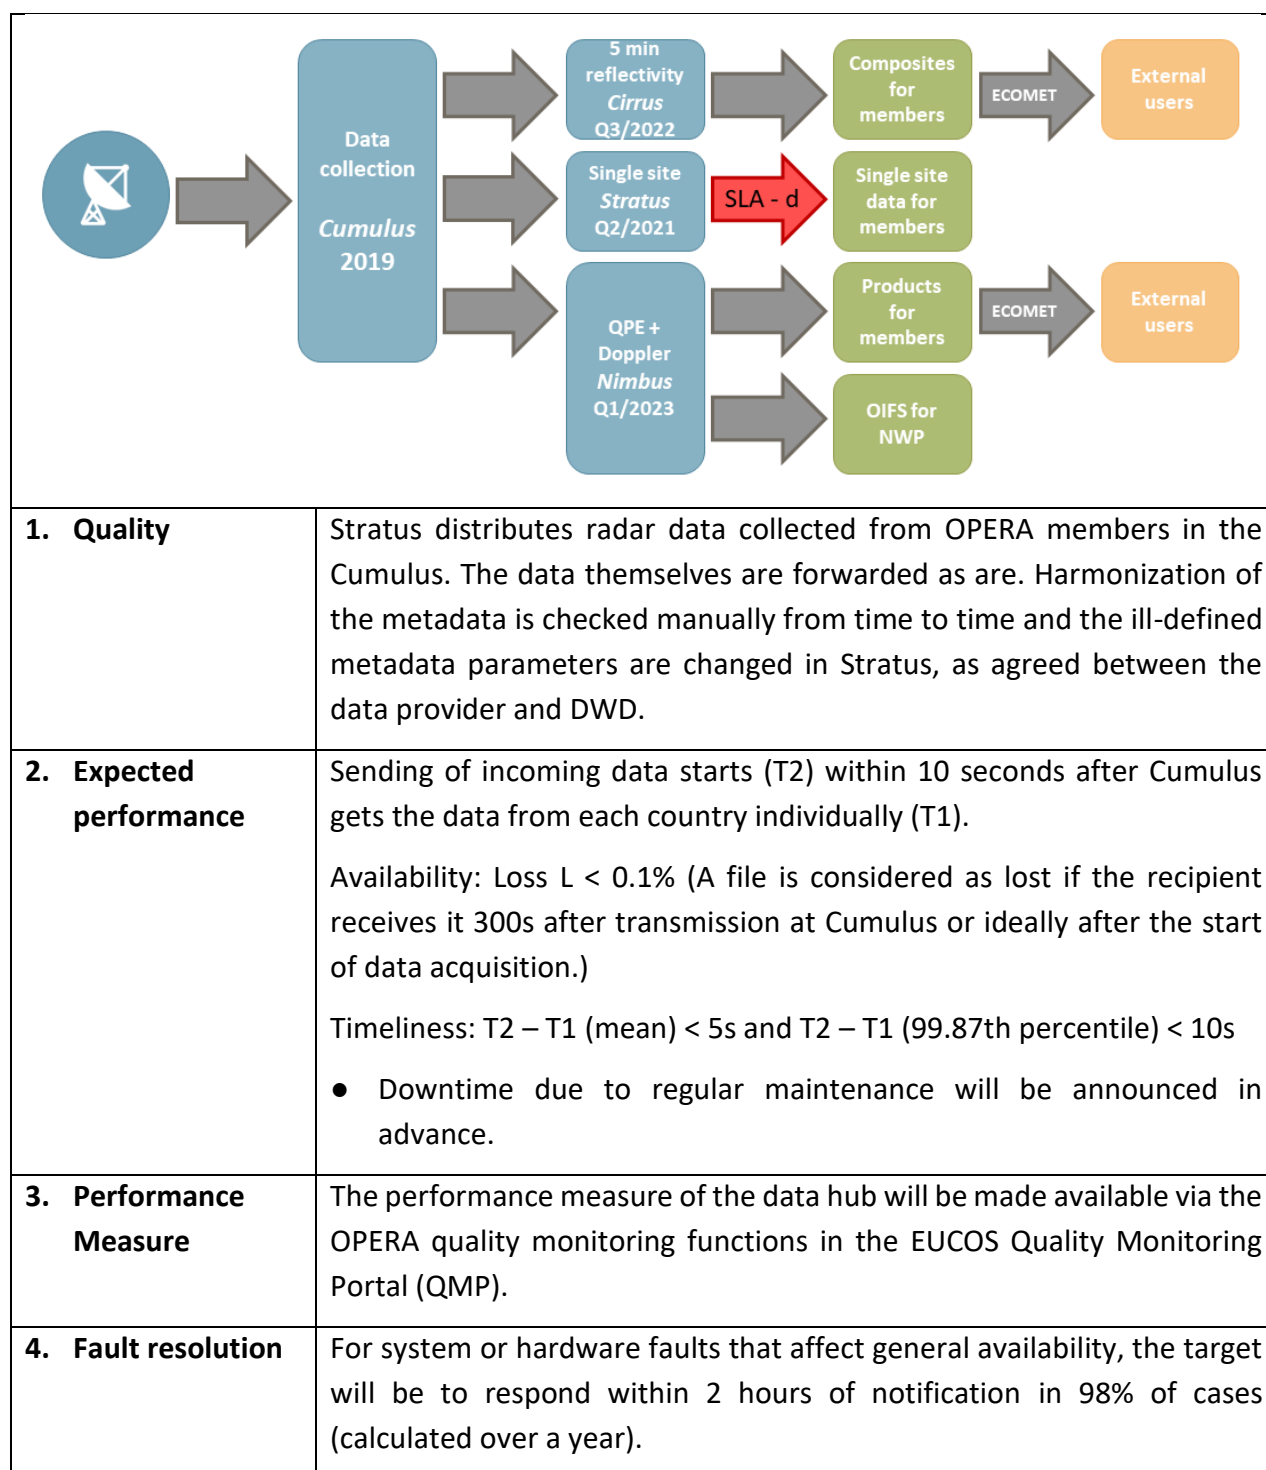 5 min
reflectivity
Cirrus
Q3/2022
Composites
for
members
ECOMET
External
users
Data
collection
Cumulus
2019
Single site
Stratus
Q2/2021
SLA - d
Single site
data for
members
QPE +
Doppler
Nimbus
Q1/2023
Products
for
members
ECOMET
External
users
OIFS for
NWP
1. Quality
Stratus distributes radar data collected from OPERA members in the
Cumulus. The data themselves are forwarded as are. Harmonization of
the metadata is checked manually from time to time and the ill-defined
metadata parameters are changed in Stratus, as agreed between the
data provider and DWD.
2. Expected
performance
Sending of incoming data starts (T2) within 10 seconds after Cumulus
gets the data from each country individually (T1).
Availability: Loss L < 0.1% (A file is considered as lost if the recipient
receives it 300s after transmission at Cumulus or ideally after the start
of data acquisition.)
Timeliness: T2 – T1 (mean) < 5s and T2 – T1 (99.87th percentile) < 10s
● Downtime due to regular maintenance will be announced in
advance.
3. Performance
Measure
The performance measure of the data hub will be made available via the
OPERA quality monitoring functions in the EUCOS Quality Monitoring
Portal (QMP).
4. Fault resolution
For system or hardware faults that affect general availability, the target
will be to respond within 2 hours of notification in 98% of cases
(calculated over a year).